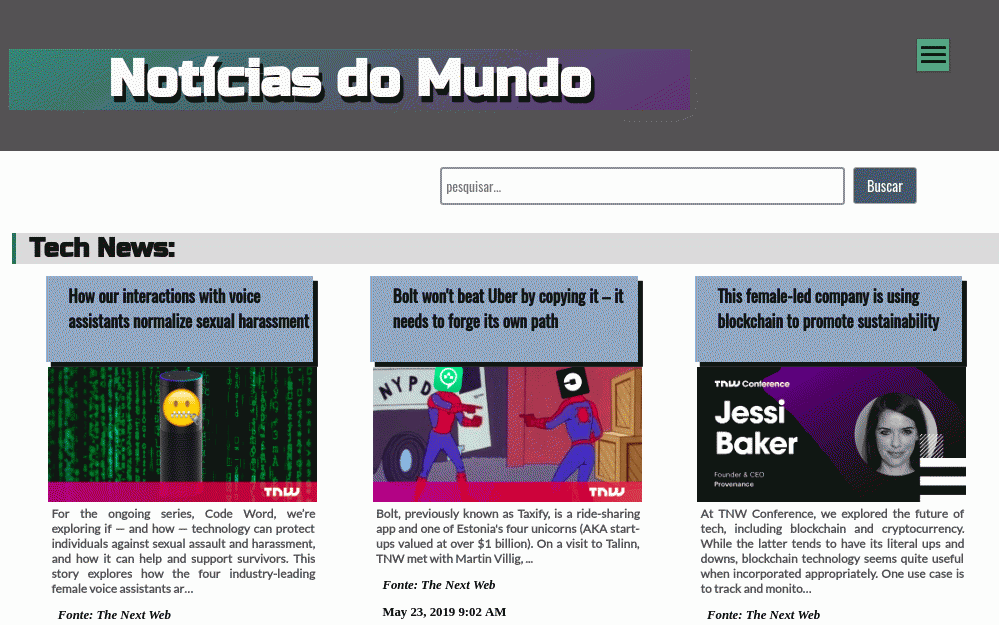 Notícias do Mundo
pesquisar...
Buscar
Tech News:
How our interactions with voice
assistants normalize sexual harassment
TNW
For the ongoing series, Code Word, we're
exploring if — and how — technology can protect
individuals against sexual assault and harassment,
and how it can help and support survivors. This
story explores how the four industry-leading
female voice assistants ar...
Fonte: The Next Web
Bolt won't beat Uber by copying it – it
needs to forge its own path
NYPD
TNW
Bolt, previously known as Taxify, is a ride-sharing
app and one of Estonia's four unicorns (AKA start-
ups valued at over $1 billion). On a visit to Talinn,
TNW met with Martin Villig, ...
Fonte: The Next Web
May 23, 2019 9:02 AM
This female-led company is using
blockchain to promote sustainability
TNW Conference
Jessi
Baker
Founder & CEO
Provenance
At TNW Conference, we explored the future of
tech, including blockchain and cryptocurrency.
While the latter tends to have its literal ups and
downs, blockchain technology seems quite useful
when incorporated appropriately. One use case is
to track and monito...
Fonte: The Next Web